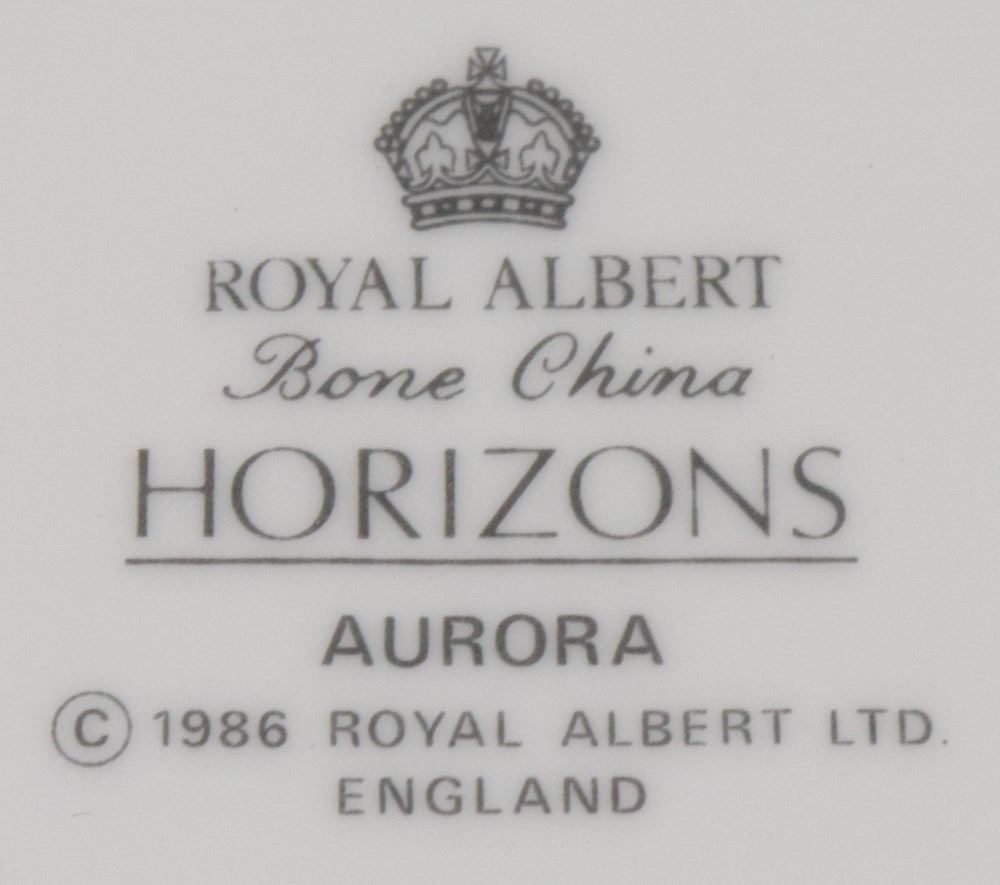 ROYAL ALBERT
Bone China
HORIZONS
AURORA
© 1986 ROYAL ALBERT LTD.
ENGLAND